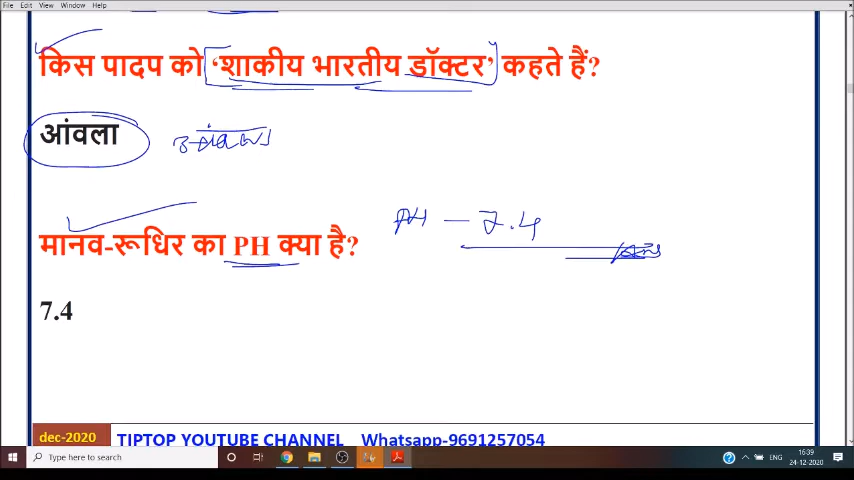 File Edit View Window Help
किस पादप को ‘शाकीय भारतीय डॉक्टर’ कहते हैं?
आंवला
PH — 7.4
Ans
मानव-रूधिर का PH क्या है?
7.4
dec-2020 TIPTOP YOUTUBE CHANNEL Whatsapp-9691257054
Type here to search
ENG
16:39
24-12-2020